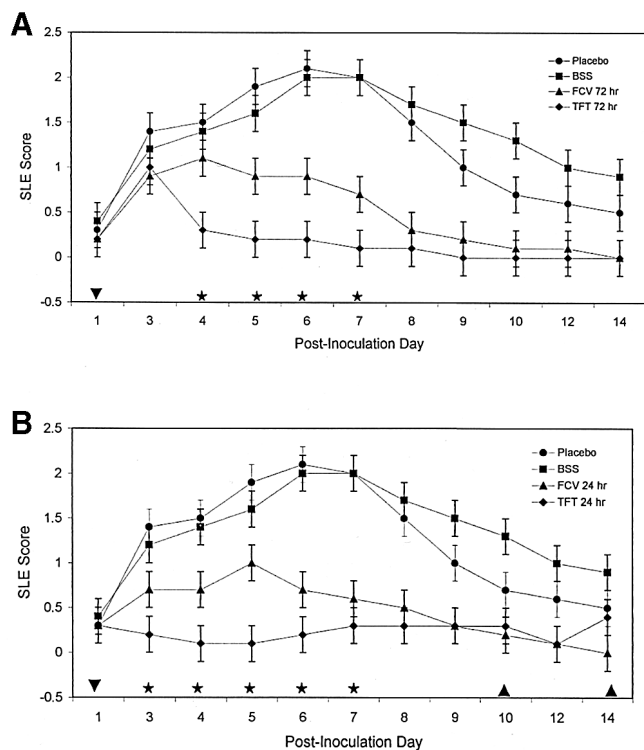 A
2.5
2
1.5
1
0.5
0
-0.5
SLE Score
Placebo
BSS
FCV 72 hr
TFT 72 hr
1 3 4 5 6 7 8 9 10 12 14
Post-Inoculation Day
B
2.5
2
1.5
1
0.5
0
-0.5
SLE Score
Placebo
BSS
FCV 24 hr
TFT 24 hr
1 3 4 5 6 7 8 9 10 12 14
Post-Inoculation Day